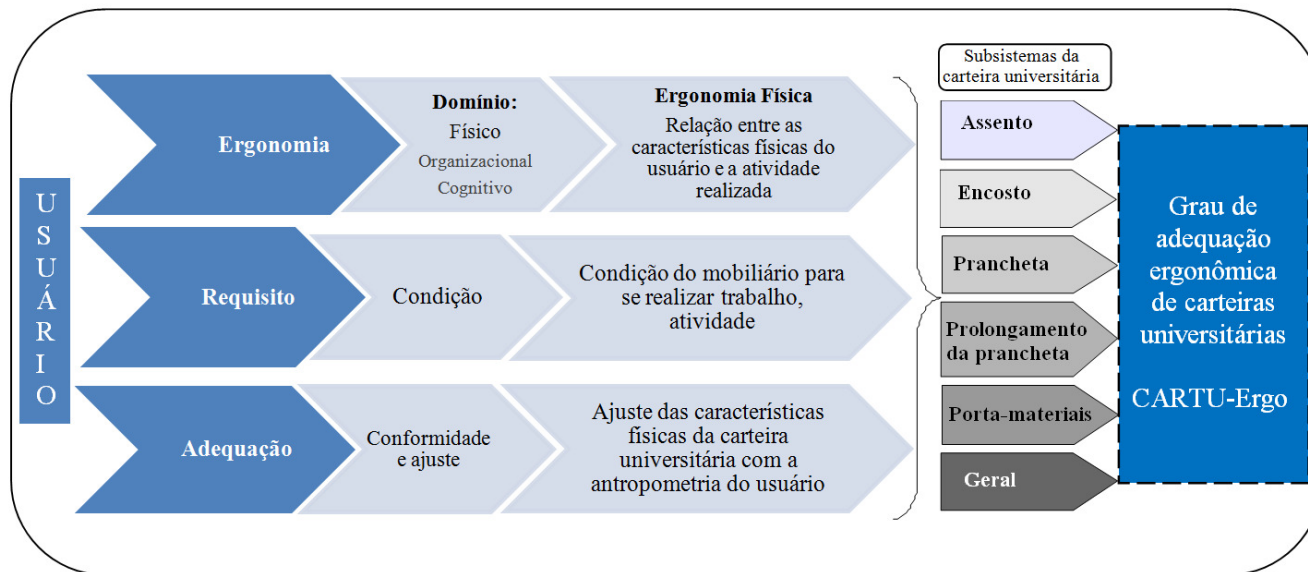 USUÁRIO
Ergonomia
Domínio:
Físico
Organizacional
Cognitivo
Ergonomia Física
Relação entre as
características físicas do
usuário e a atividade
realizada
Requisito
Condição
Condição do mobiliário para
se realizar trabalho,
atividade
Adequação
Conformidade
e ajuste
Ajuste das características
físicas da carteira
universitária com a
antropometria do usuário
Subsistemas da
carteira universitária
Assento
Encosto
Prancheta
Prolongamento
da prancheta
Porta-materiais
Geral
Grau de
adequação
ergonômica
de carteiras
universitárias
CARTU-Ergo